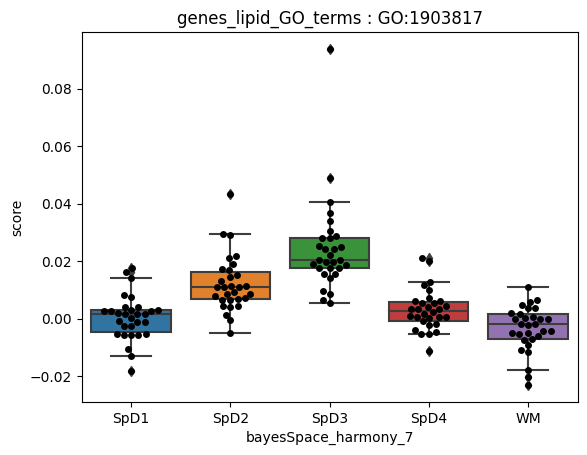 genes_lipid_GO_terms : GO:1903817
score
0.08
0.06
0.04
0.02
0.00
−0.02
SpD1 SpD2 SpD3 SpD4 WM
bayesSpace_harmony_7